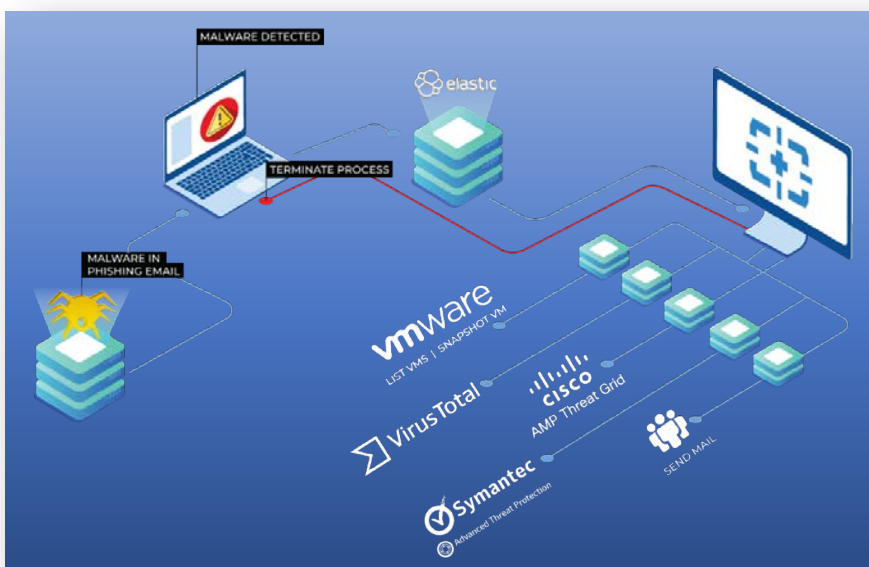 MALWARE DETECTED
elastic
TERMINATE PROCESS
MALWARE IN
PHISHING EMAIL
vmware
LIST VMS | SNAPSHOT VM
VirusTotal
CISCO
AMP Threat Grid
Symantec
Advanced Threat Protection
SEND MAIL